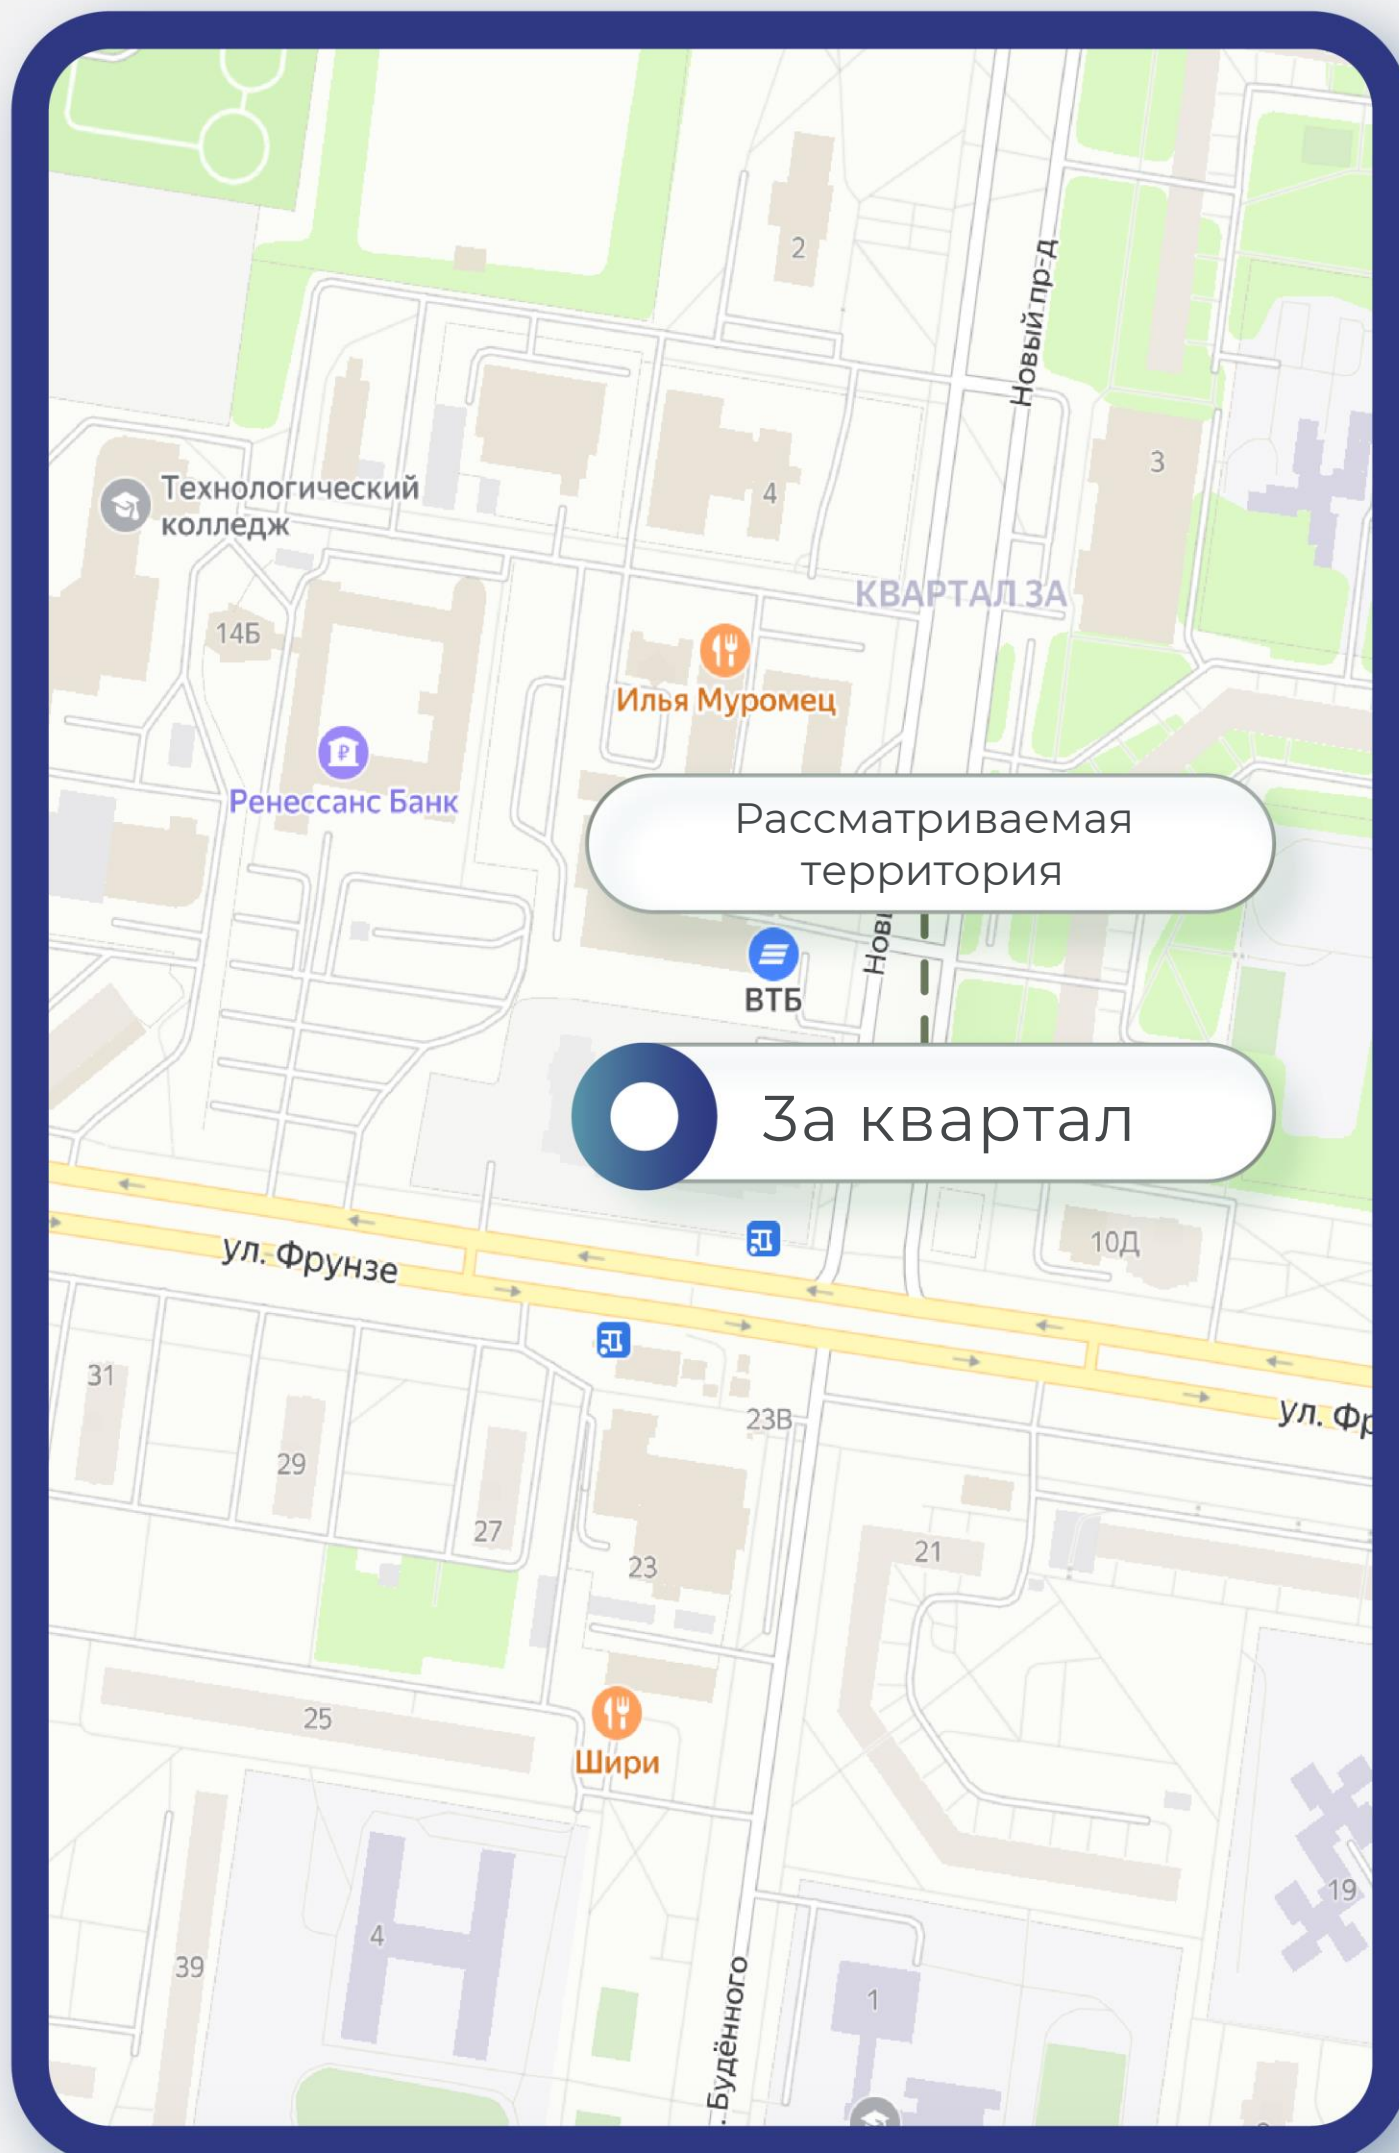 2
Новый пр-д
3
Технологический
колледж
4
КВАРТАЛ 3А
14Б
Илья Муромец
Ренессанс Банк
Рассматриваемая
территория
ВТБ
3а квартал
10Д
ул. Фрунзе
31
23В
29
27
23
21
25
Шири
19
4
39
1
Будённого